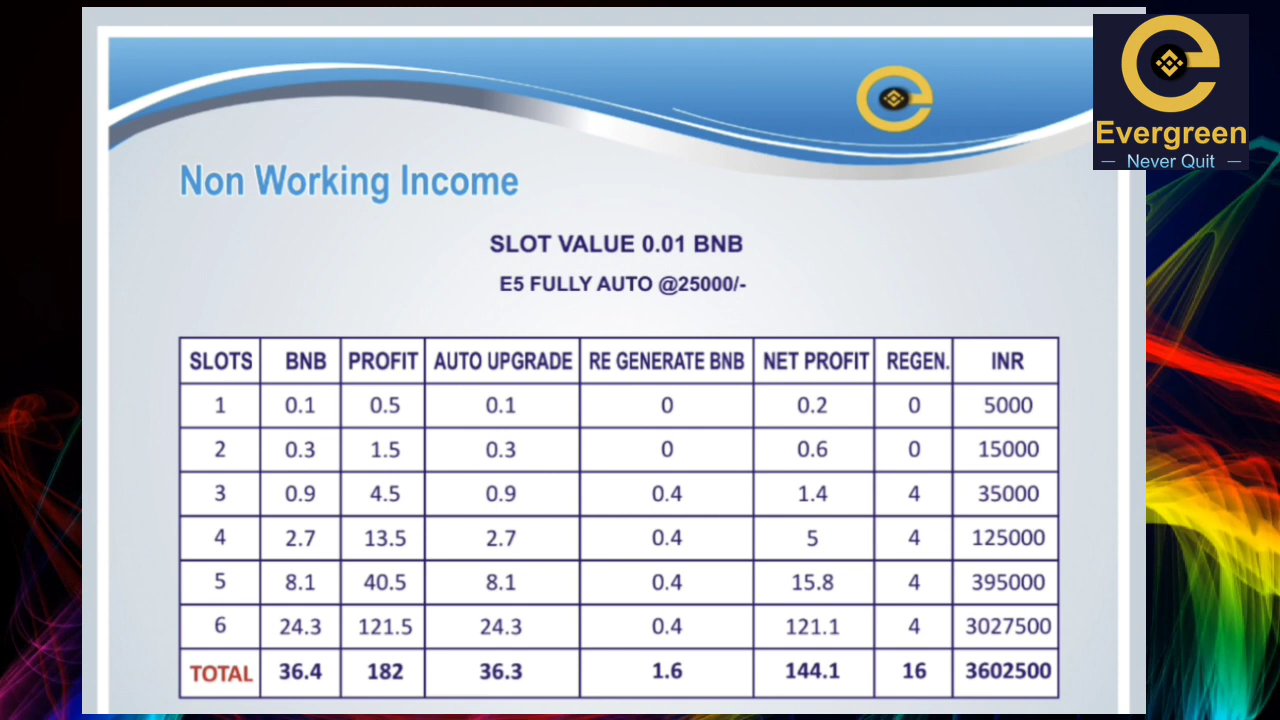 Evergreen
Never Quit
Non Working Income
SLOT VALUE 0.01 BNB
E5 FULLY AUTO @25000/-
SLOTS BNB PROFIT AUTO UPGRADE RE GENERATE BNB NET PROFIT REGEN. INR
1 0.1 0.5 0.1 0 0.2 0 5000
2 0.3 1.5 0.3 0 0.6 0 15000
3 0.9 4.5 0.9 0.4 1.4 4 35000
4 2.7 13.5 2.7 0.4 5 4 125000
5 8.1 40.5 8.1 0.4 15.8 4 395000
6 24.3 121.5 24.3 0.4 121.1 4 3027500
TOTAL 36.4 182 36.3 1.6 144.1 16 3602500